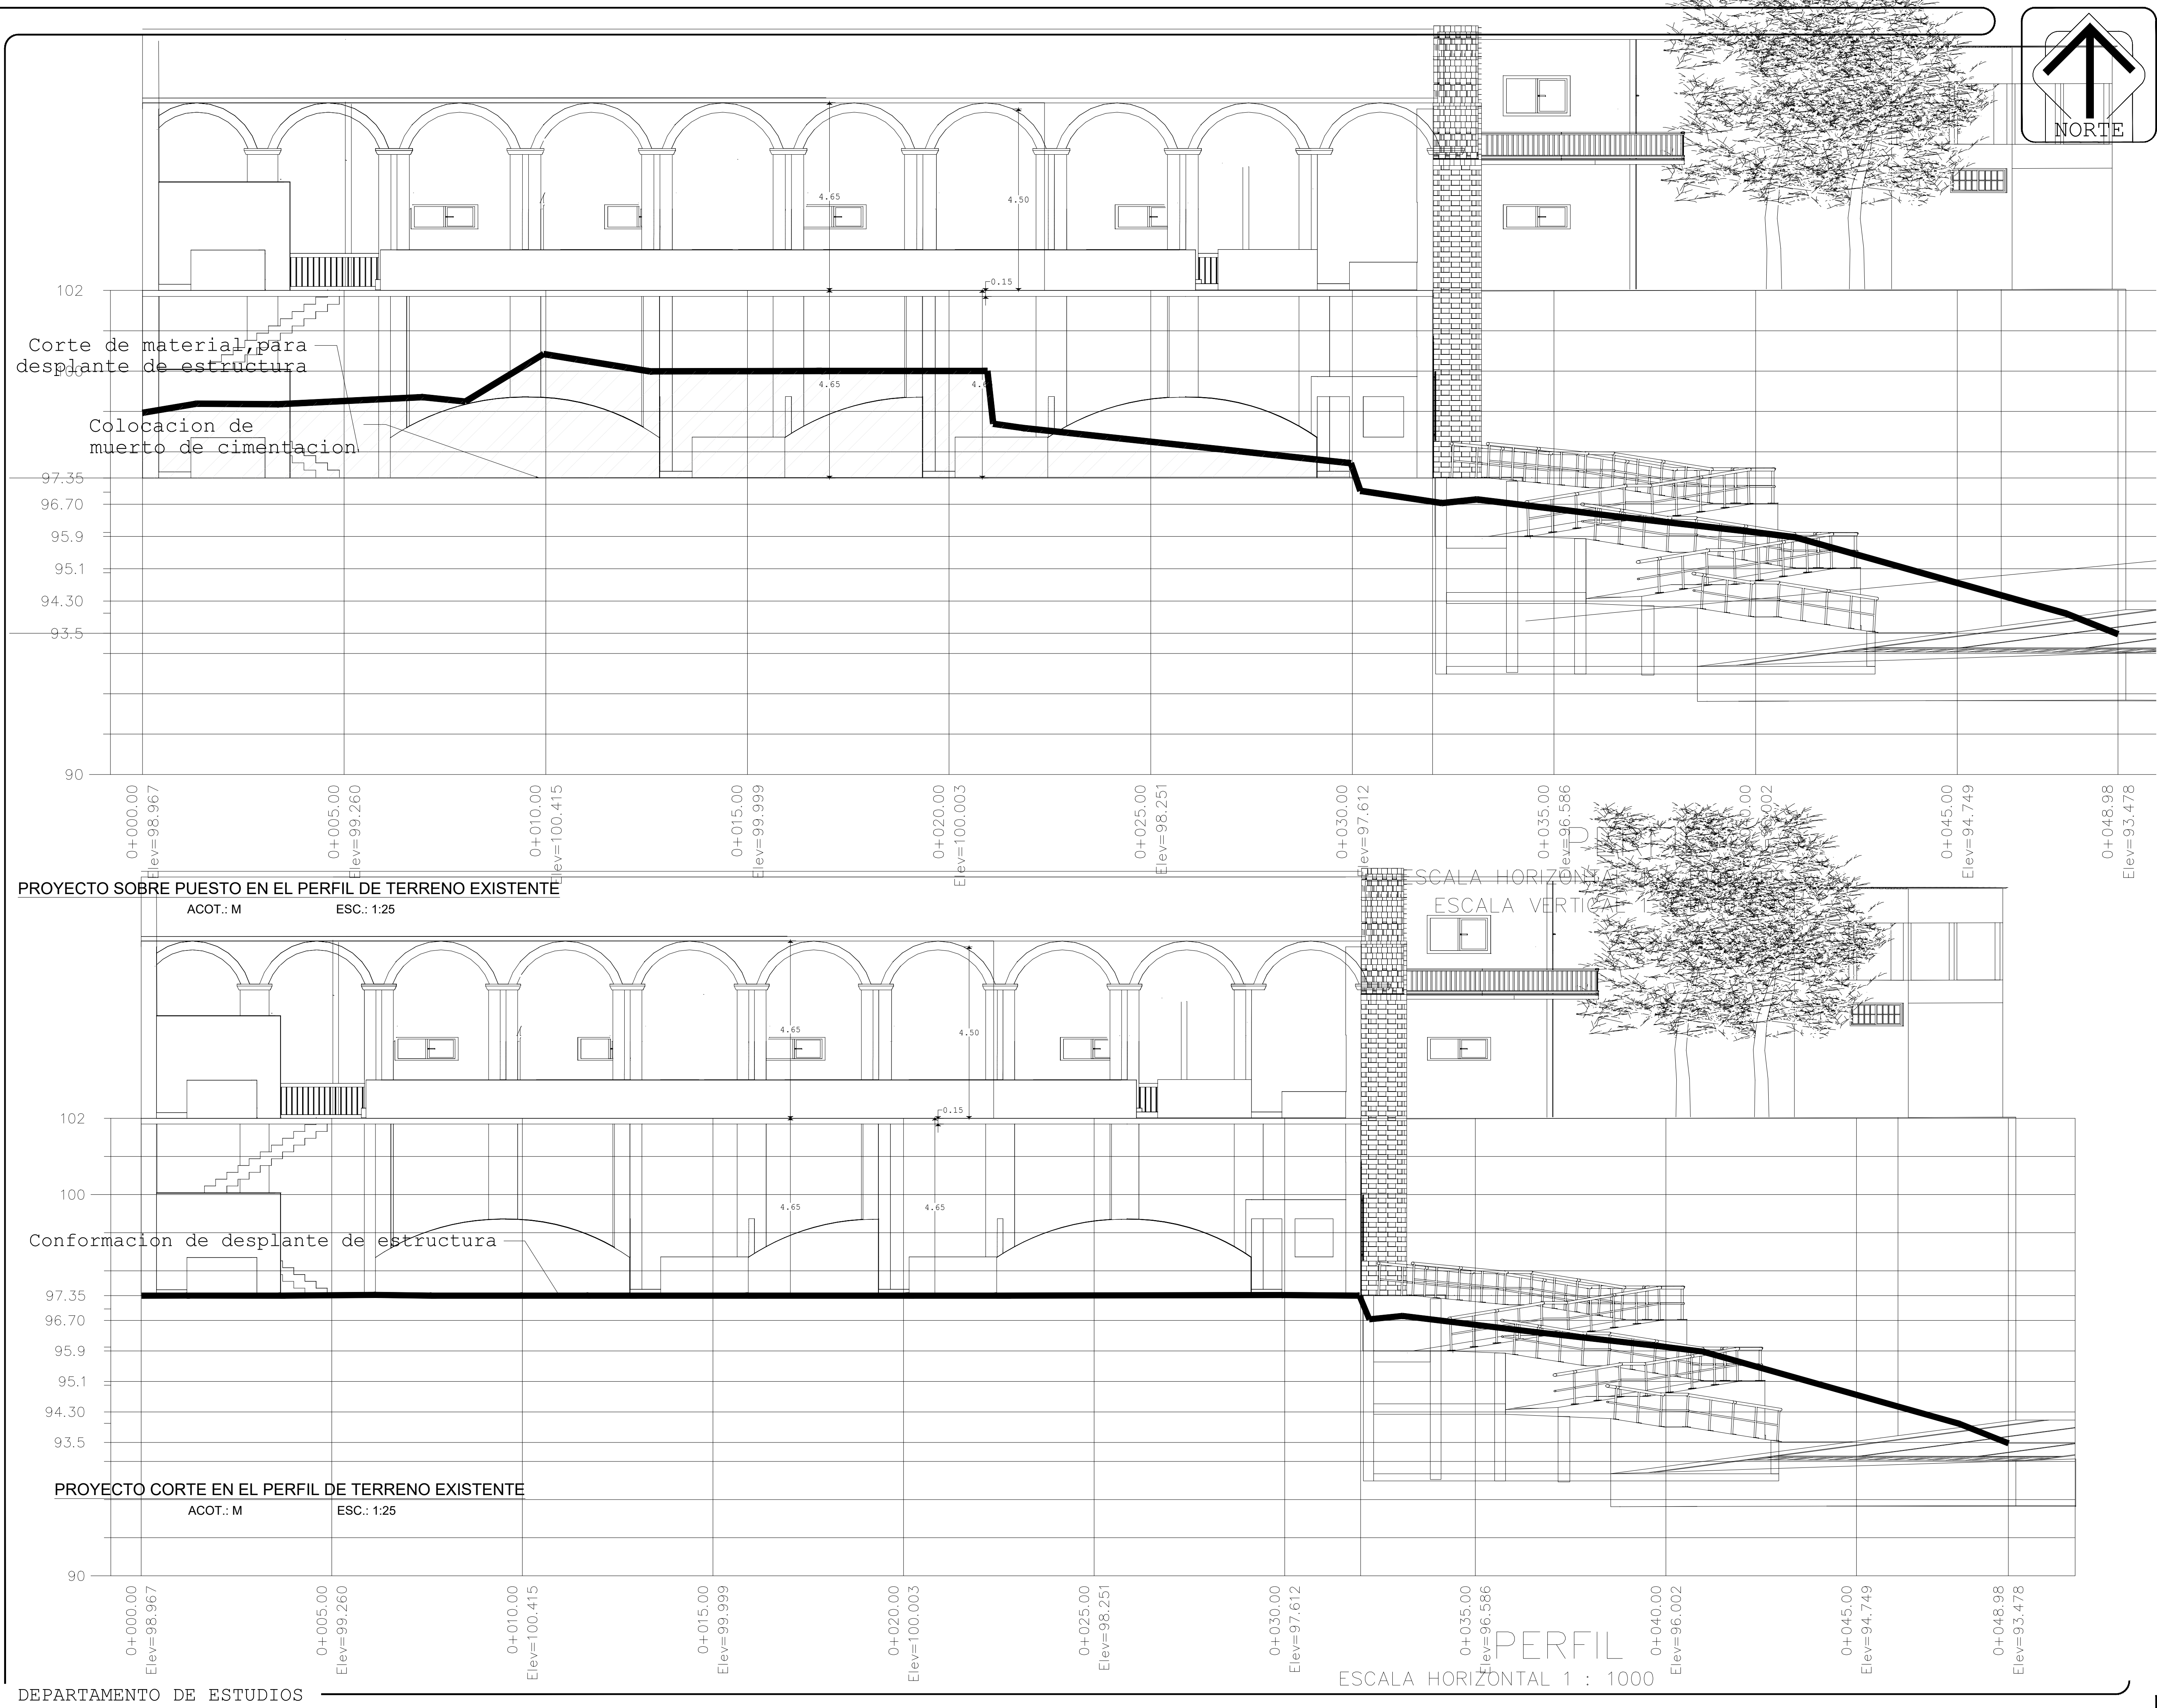 NORTE
4.65
4.50
0.15
102
Corte de material para
desplante de estructura
100
4.65
Colocacion de
muerto de cimentacion
97.35
96.70
95.9
95.1
94.30
93.5
90
0+000.00
Elev=98.967
0+005.00
Elev=99.260
0+010.00
Elev=100.415
0+015.00
Elev=99.999
0+020.00
Elev=100.003
0+025.00
Elev=98.251
0+030.00
Elev=97.612
0+035.00
Elev=96.586
0+045.00
Elev=94.749
0+048.98
Elev=93.478
ESCALA HORIZONTAL
ESCALA VERTICAL
PROYECTO SOBRE PUESTO EN EL PERFIL DE TERRENO EXISTENTE
ACOT.: M ESC.: 1:25
4.65
4.50
0.15
102
100
4.65
4.65
Conformacion de desplante de estructura
97.35
96.70
95.9
95.1
94.30
93.5
PROYECTO CORTE EN EL PERFIL DE TERRENO EXISTENTE
ACOT.: M ESC.: 1:25
90
0+000.00
Elev=98.967
0+005.00
Elev=99.260
0+010.00
Elev=100.415
0+015.00
Elev=99.999
0+020.00
Elev=100.003
0+025.00
Elev=98.251
0+030.00
Elev=97.612
0+035.00
Elev=96.586
0+040.00
Elev=96.002
0+045.00
Elev=94.749
0+048.98
Elev=93.478
PERFIL
ESCALA HORIZONTAL 1 : 1000
DEPARTAMENTO DE ESTUDIOS